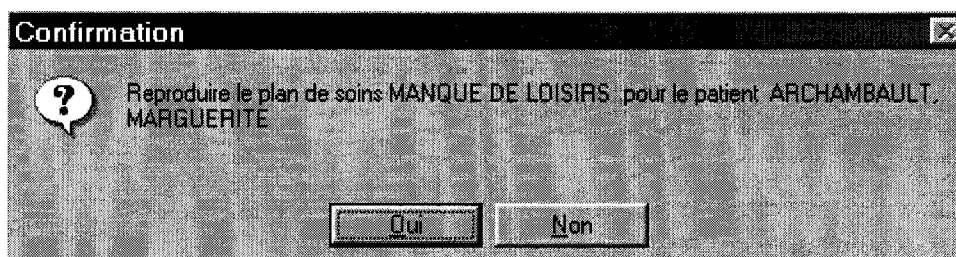 Confirmation
Reproduire le plan de soins MANQUE DE LOISIRS pour le patient ARCHAMBAULT,
MARGUERITE
Oui Non